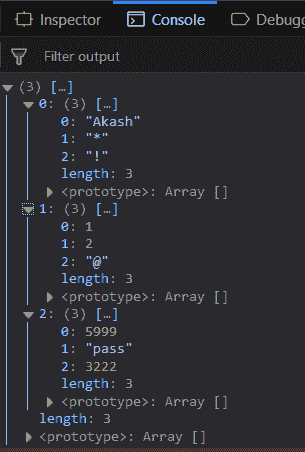 Inspector Console Debugg
Filter output
(3) […]
0: (3) […]
0: "Akash"
1: "*"
2: "!"
length: 3
<prototype>: Array []
1: (3) […]
0: 1
1: 2
2: "@"
length: 3
<prototype>: Array []
2: (3) […]
0: 5999
1: "pass"
2: 3222
length: 3
<prototype>: Array []
length: 3
<prototype>: Array []